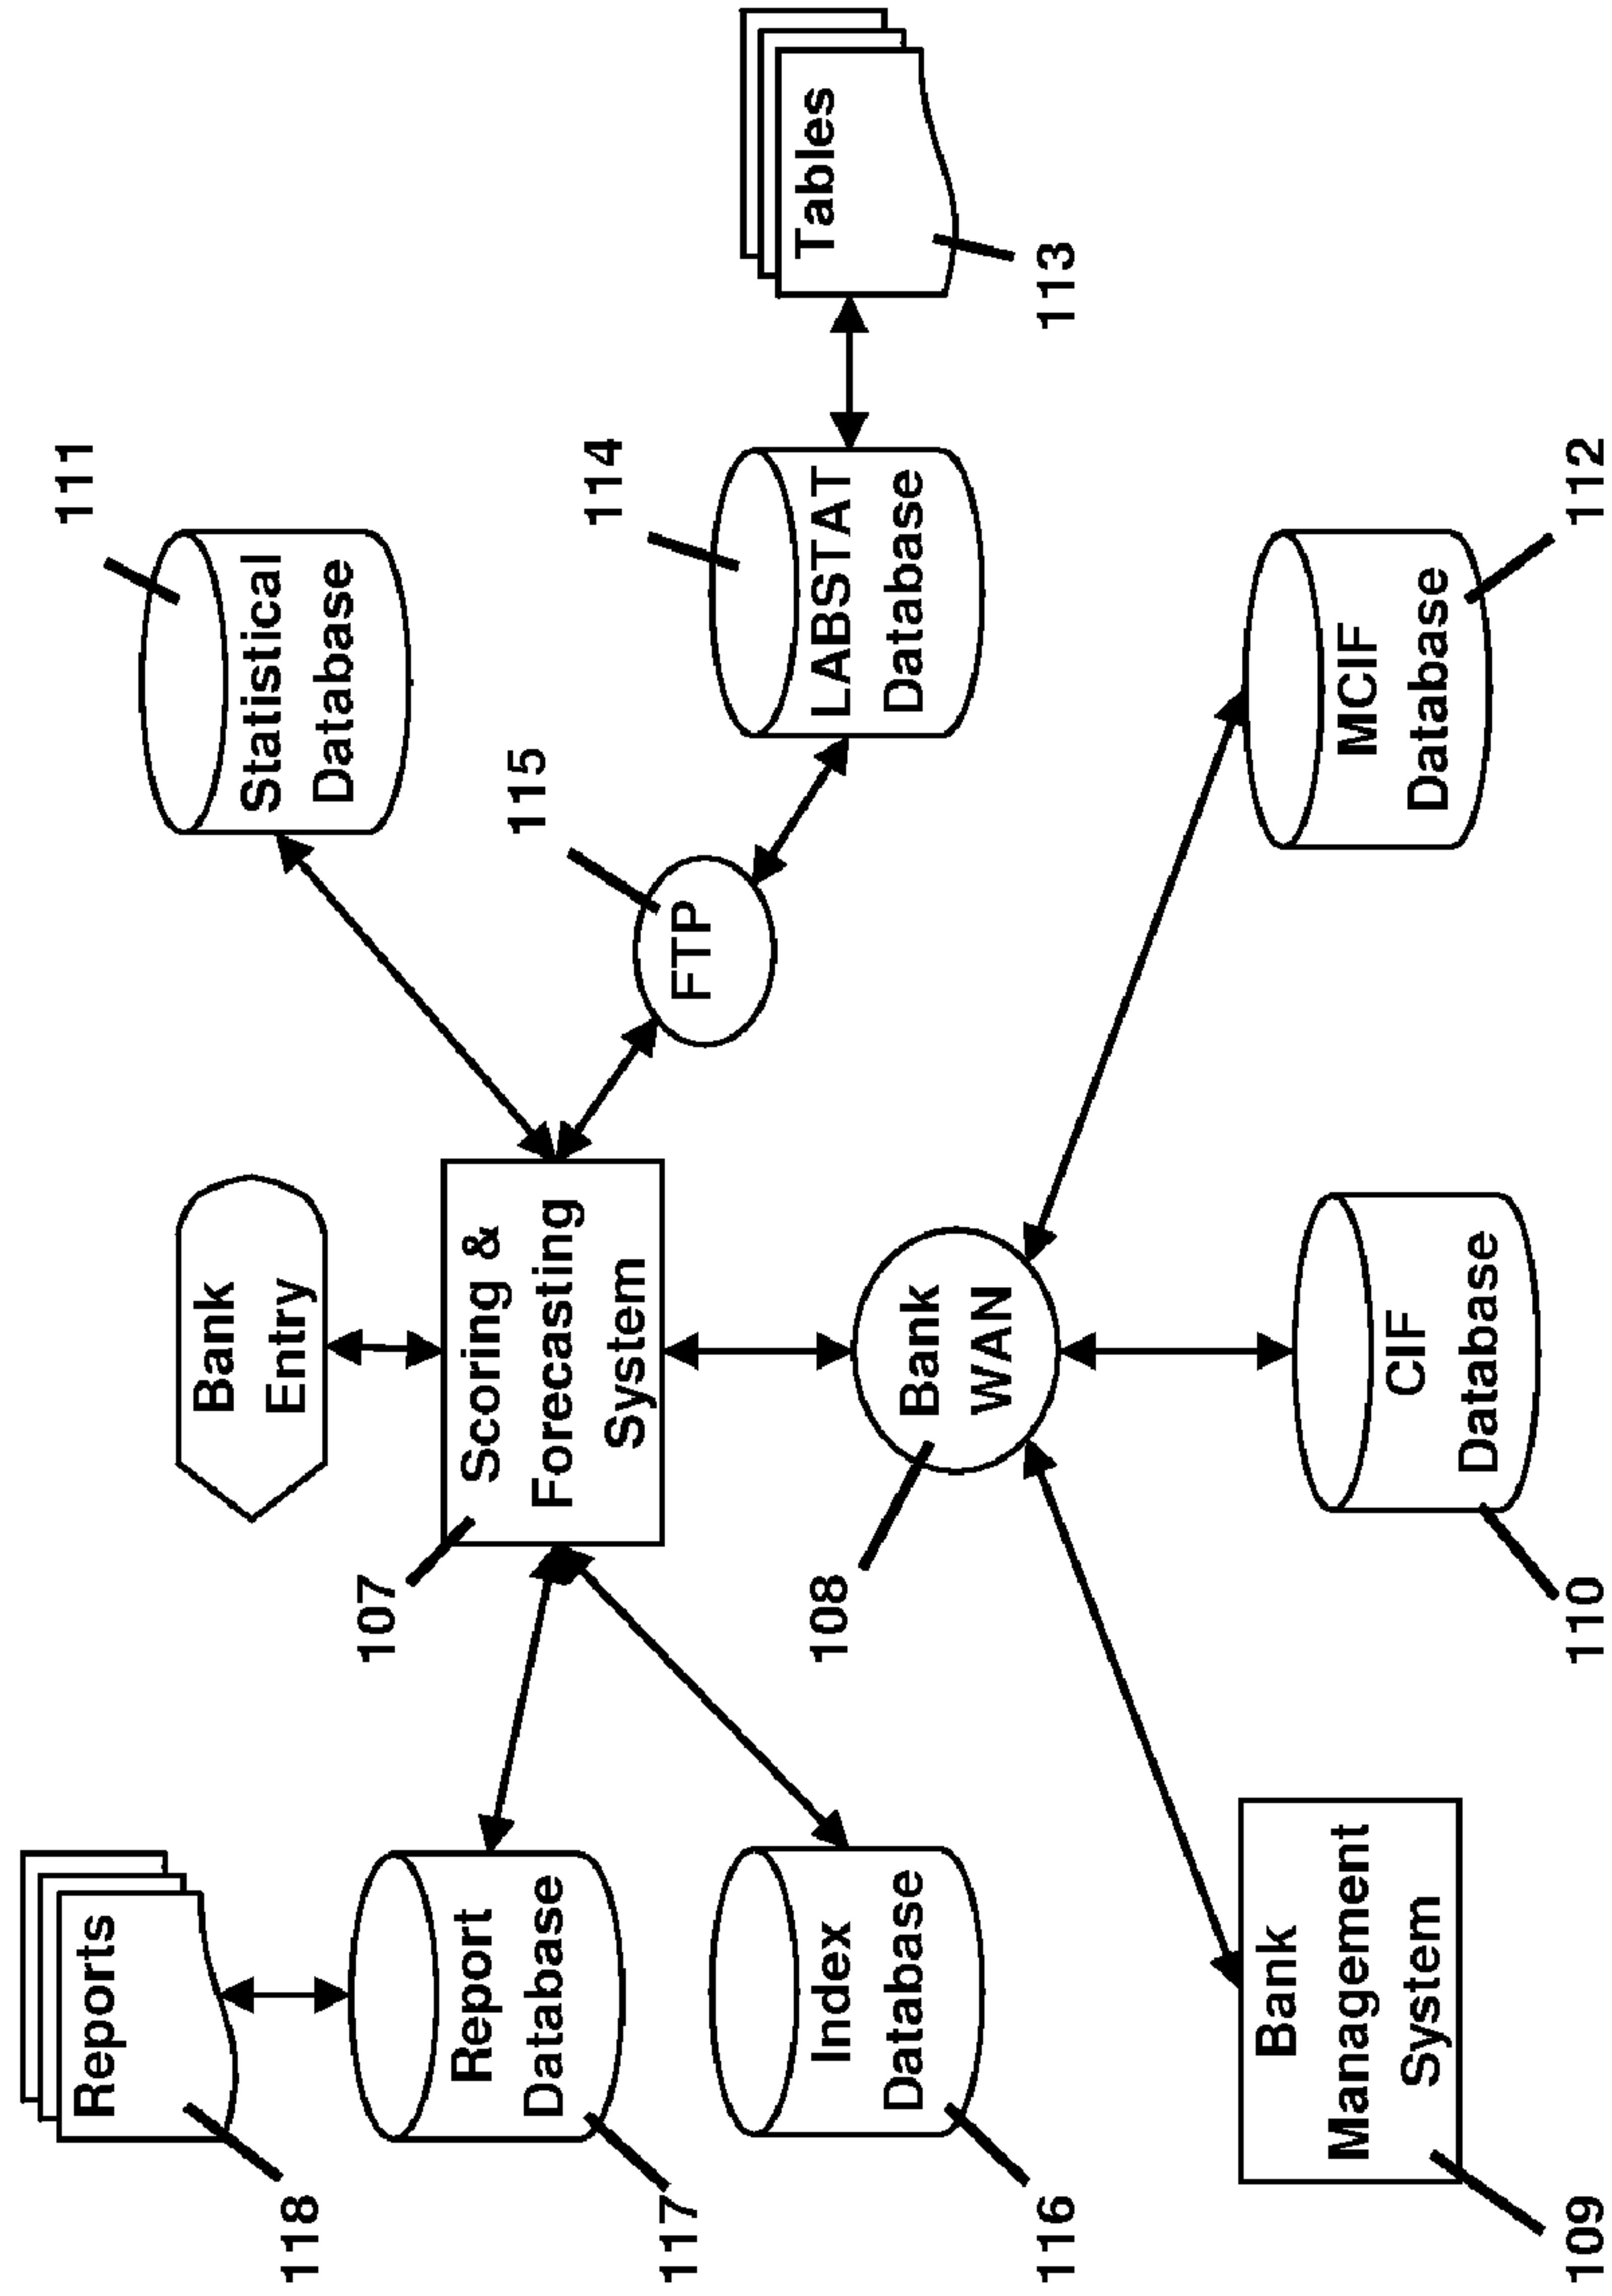 Reports
118
Report
Database
117
Index
Database
116
Bank
Management
System
109
Bank
Entry
Scoring &
Forecasting
System
107
Bank
WAN
108
CIF
Database
110
111
Statistical
Database
115
FTP
114
LABSTAT
Database
Tables
113
MCIF
Database
112